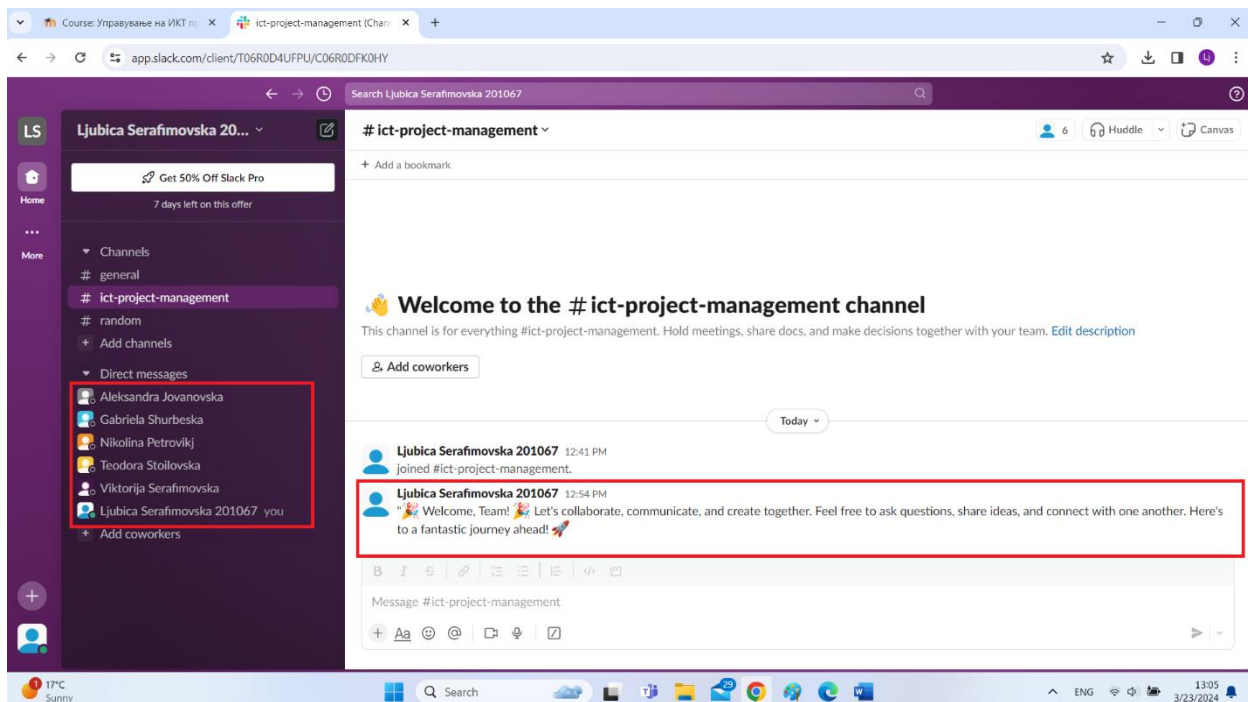 Course: Управување на ИКТ п
ict-project-management (Chan
app.slack.com/client/T06R0D4UFPU/C06R0DFK0HY
Search Ljubica Serafimovska 201067
LS
Ljubica Serafimovska 20...
# ict-project-management
6
Huddle
Canvas
Add a bookmark
Get 50% Off Slack Pro
7 days left on this offer
Home
More
Channels
# general
# ict-project-management
# random
+ Add channels
Direct messages
Aleksandra Jovanovska
Gabriela Shurbeska
Nikolina Petrovikj
Teodora Stoilovska
Viktorija Serafimovska
Ljubica Serafimovska 201067 you
+ Add coworkers
👋 Welcome to the # ict-project-management channel
This channel is for everything #ict-project-management. Hold meetings, share docs, and make decisions together with your team. Edit description
Add coworkers
Today
Ljubica Serafimovska 201067 12:41 PM
joined #ict-project-management.
Ljubica Serafimovska 201067 12:54 PM
"🎉 Welcome, Team! 🎉 Let's collaborate, communicate, and create together. Feel free to ask questions, share ideas, and connect with one another. Here's
to a fantastic journey ahead! 🚀
B I S
Message #ict-project-management
+ Aa @
1
17°C
Sunny
Search
29
ENG
13:05
3/23/2024